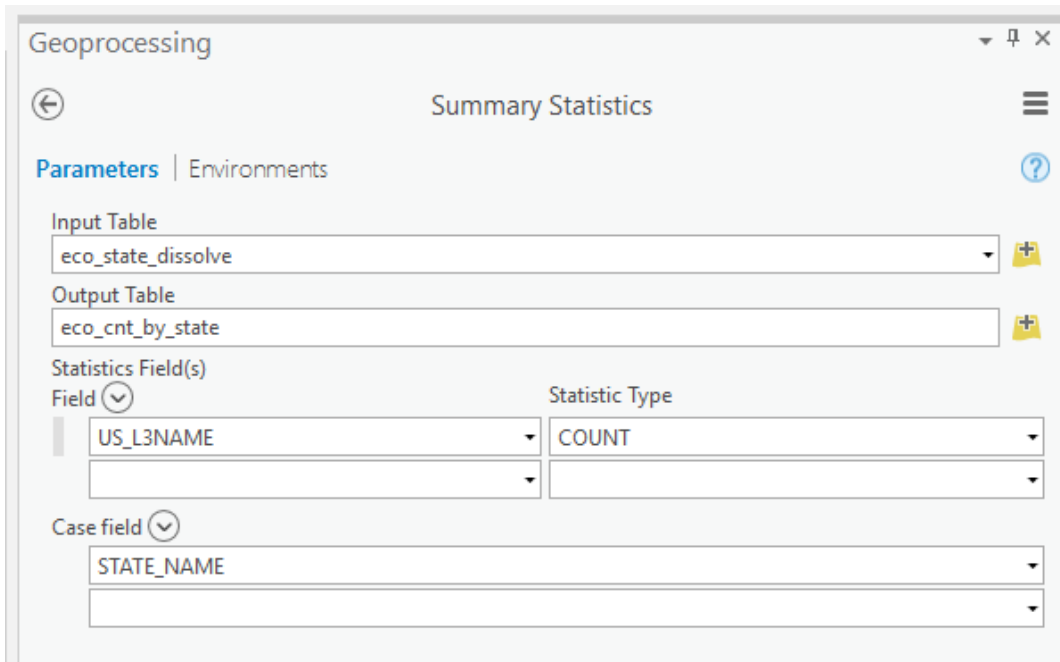 Geoprocessing
Summary Statistics
Parameters | Environments
?
Input Table
eco_state_dissolve
Output Table
eco_cnt_by_state
Statistics Field(s)
Field Statistic Type
US_L3NAME COUNT
Case field
STATE_NAME